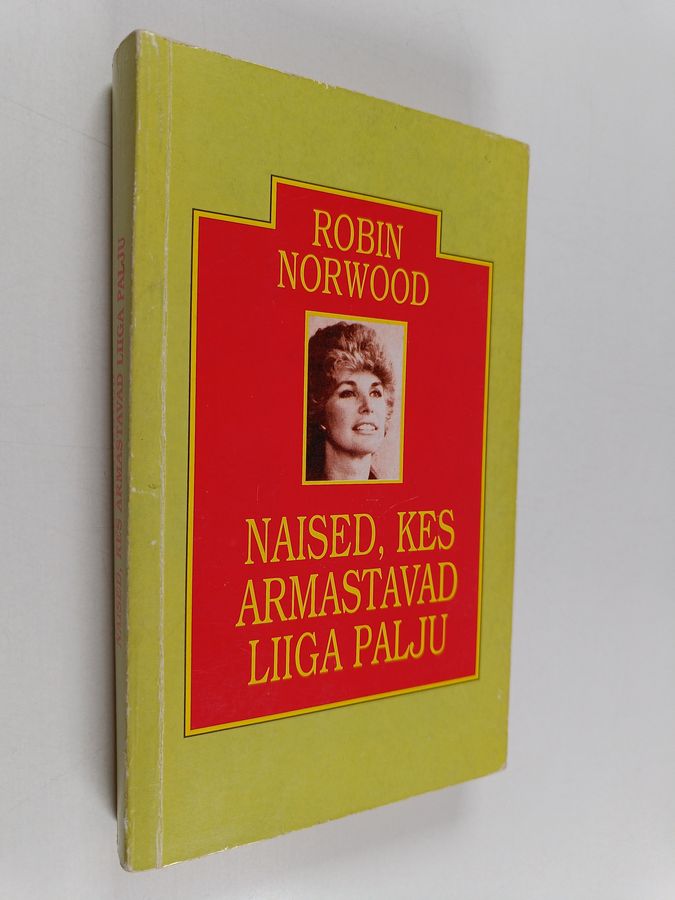 ROBIN
NORWOOD
NAISED, KES
ARMASTAVAD
LIIGA PALJU
NAISED, KES ARMASTAVAD LIIGA PALJU